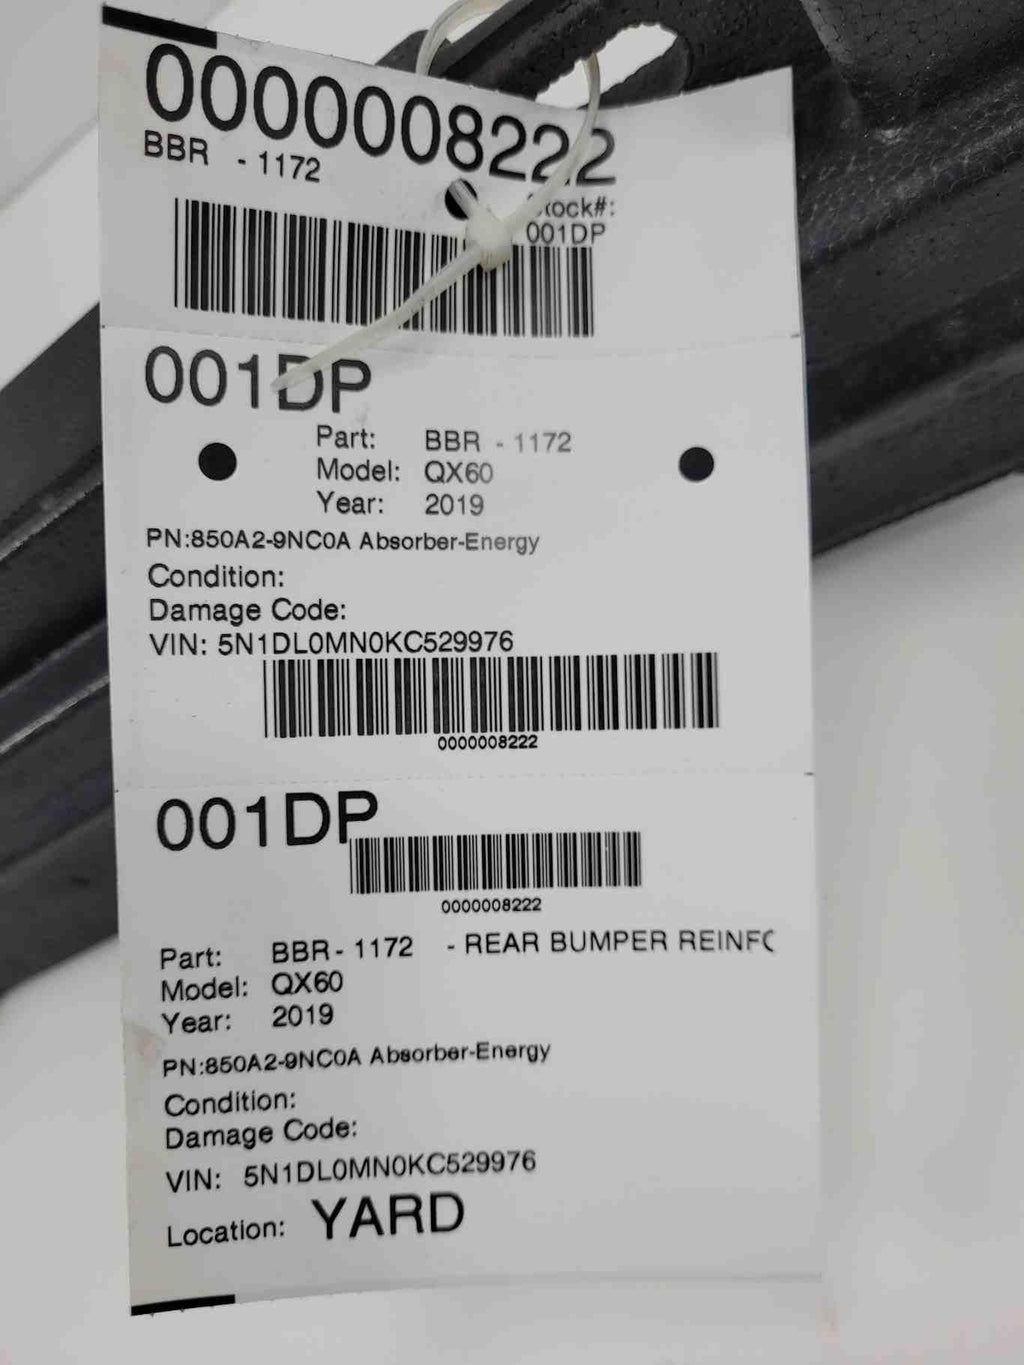 0000008222
BBR - 1172
Stock#:
001DP
001DP
Part: BBR - 1172
Model: QX60
Year: 2019
PN:850A2-9NC0A Absorber-Energy
Condition:
Damage Code:
VIN: 5N1DL0MN0KC529976
0000008222
001DP
0000008222
Part: BBR - 1172 - REAR BUMPER REINFC
Model: QX60
Year: 2019
PN:850A2-9NC0A Absorber-Energy
Condition:
Damage Code:
VIN: 5N1DL0MN0KC529976
Location: YARD